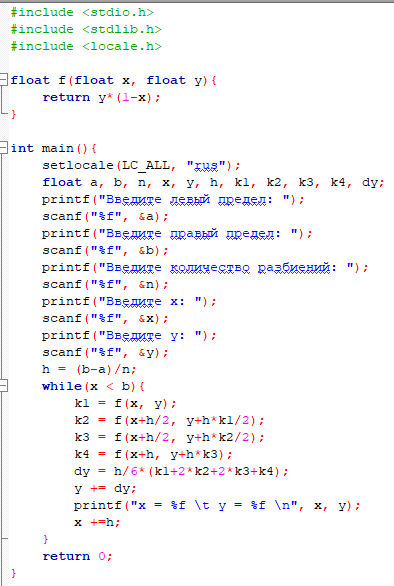 #include <stdio.h>
#include <stdlib.h>
#include <locale.h>
float f(float x, float y){
return y*(1-x);
}
int main(){
setlocale(LC_ALL, "rus");
float a, b, n, x, y, h, k1, k2, k3, k4, dy;
printf("Введите левый предел: ");
scanf("%f", &a);
printf("Введите правый предел: ");
scanf("%f", &b);
printf("Введите количество разбиений: ");
scanf("%f", &n);
printf("Введите x: ");
scanf("%f", &x);
printf("Введите y: ");
scanf("%f", &y);
h = (b-a)/n;
while(x < b){
k1 = f(x, y);
k2 = f(x+h/2, y+h*k1/2);
k3 = f(x+h/2, y+h*k2/2);
k4 = f(x+h, y+h*k3);
dy = h/6*(k1+2*k2+2*k3+k4);
y += dy;
printf("x = %f \t y = %f \n", x, y);
x +=h;
}
return 0;
}